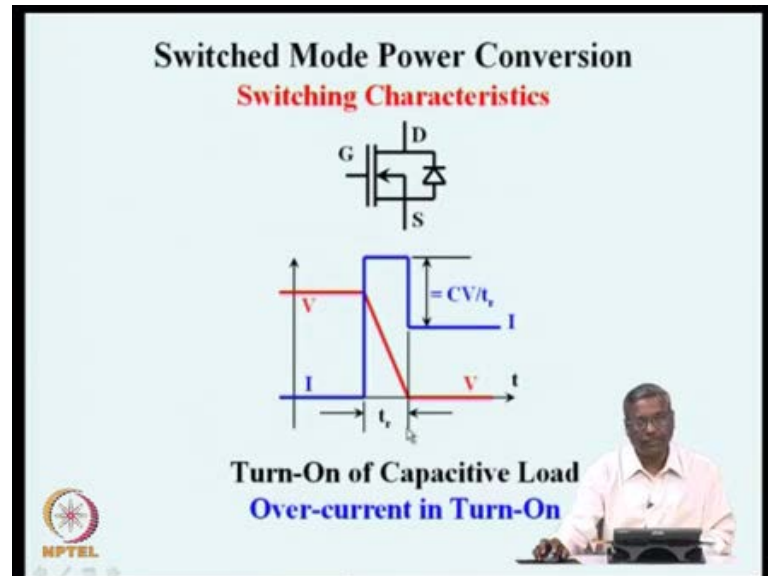 Switched Mode Power Conversion
Switching Characteristics
D
G
S
V
= CV/tᵣ
I
I
V
t
tᵣ
Turn-On of Capacitive Load
Over-current in Turn-On
NPTEL